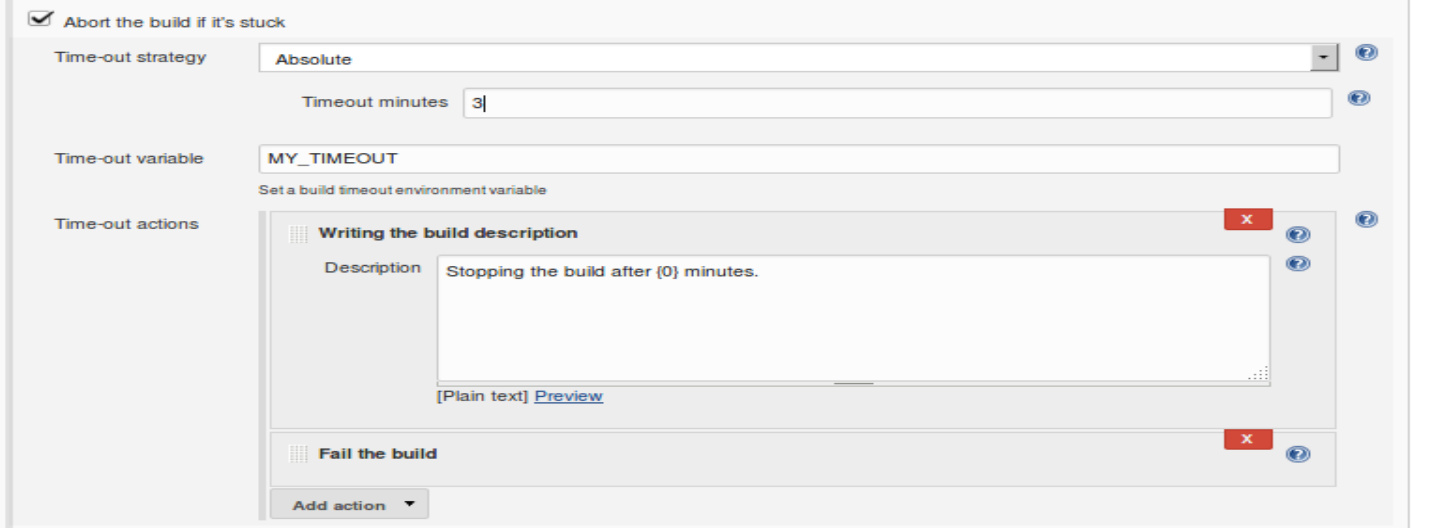 Abort the build if it's stuck
Time-out strategy Absolute
Timeout minutes 3
Time-out variable MY_TIMEOUT
Set a build timeout environment variable
Time-out actions
X
Writing the build description
Description Stopping the build after {0} minutes.
[Plain text] Preview
X
Fail the build
Add action